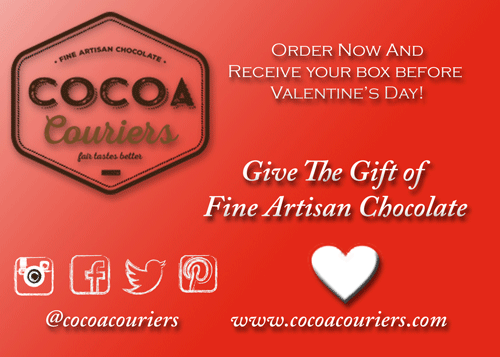 • FINE ARTISAN CHOCOLATE •
COCOA
Couriers
fair tastes better
ORDER NOW AND
RECEIVE YOUR BOX BEFORE
VALENTINE'S DAY!
Give The Gift of
Fine Artisan Chocolate
@cocoacouriers
www.cocoacouriers.com